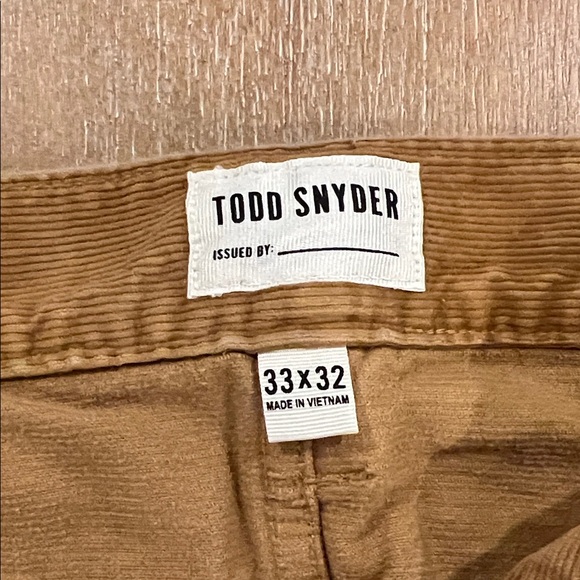 TODD SNYDER
ISSUED BY:
33 x 32
MADE IN VIETNAM